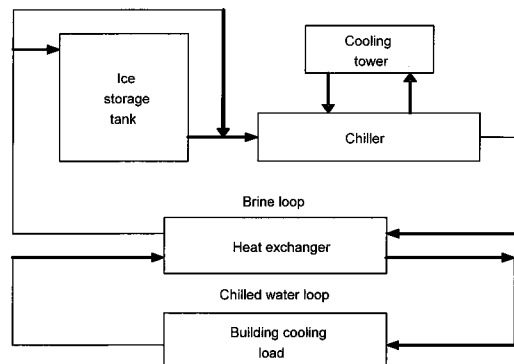 Cooling
tower
Ice
storage
tank
Chiller
Brine loop
Heat exchanger
Chilled water loop
Building cooling
load